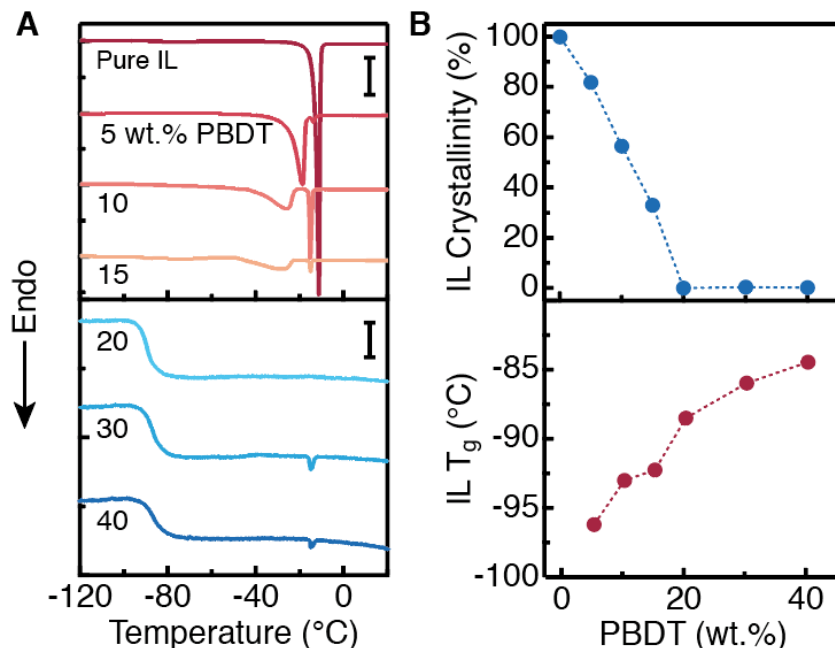 A
Pure IL
5 wt.% PBDT
10
15
20
30
40
Endo
-120 -80 -40 0
Temperature (°C)
B
100
80
60
40
20
0
IL Crystallinity (%)
-85
-90
-95
-100
IL Tg (°C)
0 20 40
PBDT (wt.%)